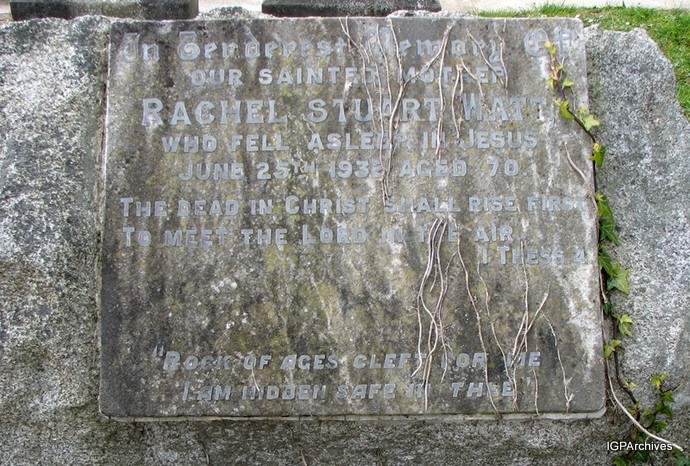 In Tenderest Memory Of
OUR SAINTED MOTHER
RACHEL STUART WATT
WHO FELL ASLEEP IN JESUS
JUNE 25TH 1932 AGED 70.
THE DEAD IN CHRIST SHALL RISE FIRST
TO MEET THE LORD IN THE AIR.
I THESS 4
"ROCK OF AGES CLEFT FOR ME
I AM HIDDEN SAFE IN THEE"
IGPArchives